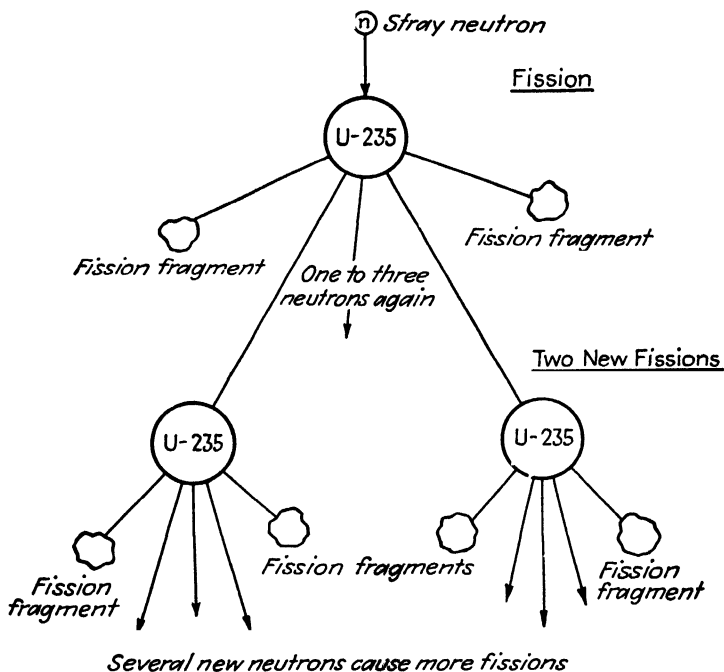 n Stray neutron
Fission
U-235
Fission fragment
Fission fragment
One to three
neutrons again
Two New Fissions
U-235
U-235
Fission
fragment
Fission fragments
Fission
fragment
Several new neutrons cause more fissions